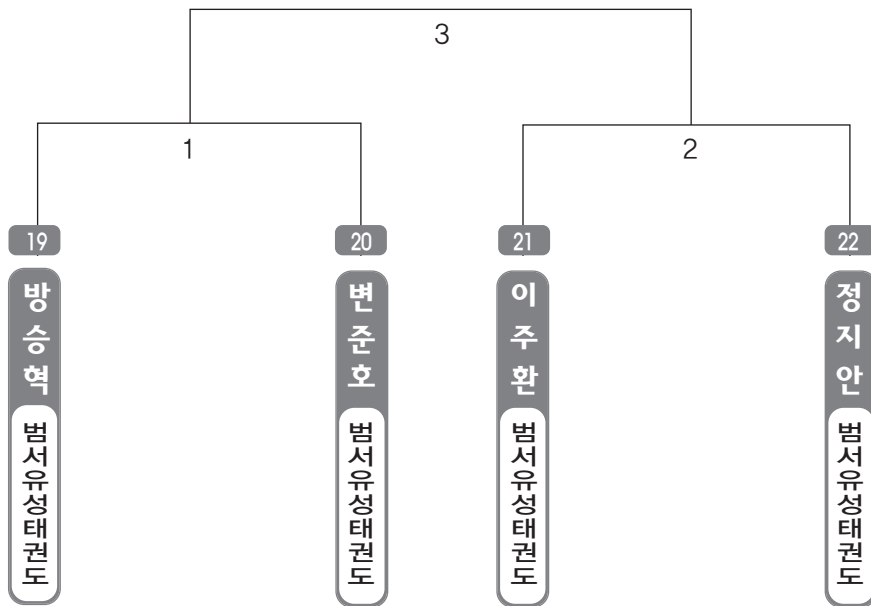 3
1
2
19
20
21
22
방승혁
변준호
이주환
정지안
범서유성태권도
범서유성태권도
범서유성태권도
범서유성태권도